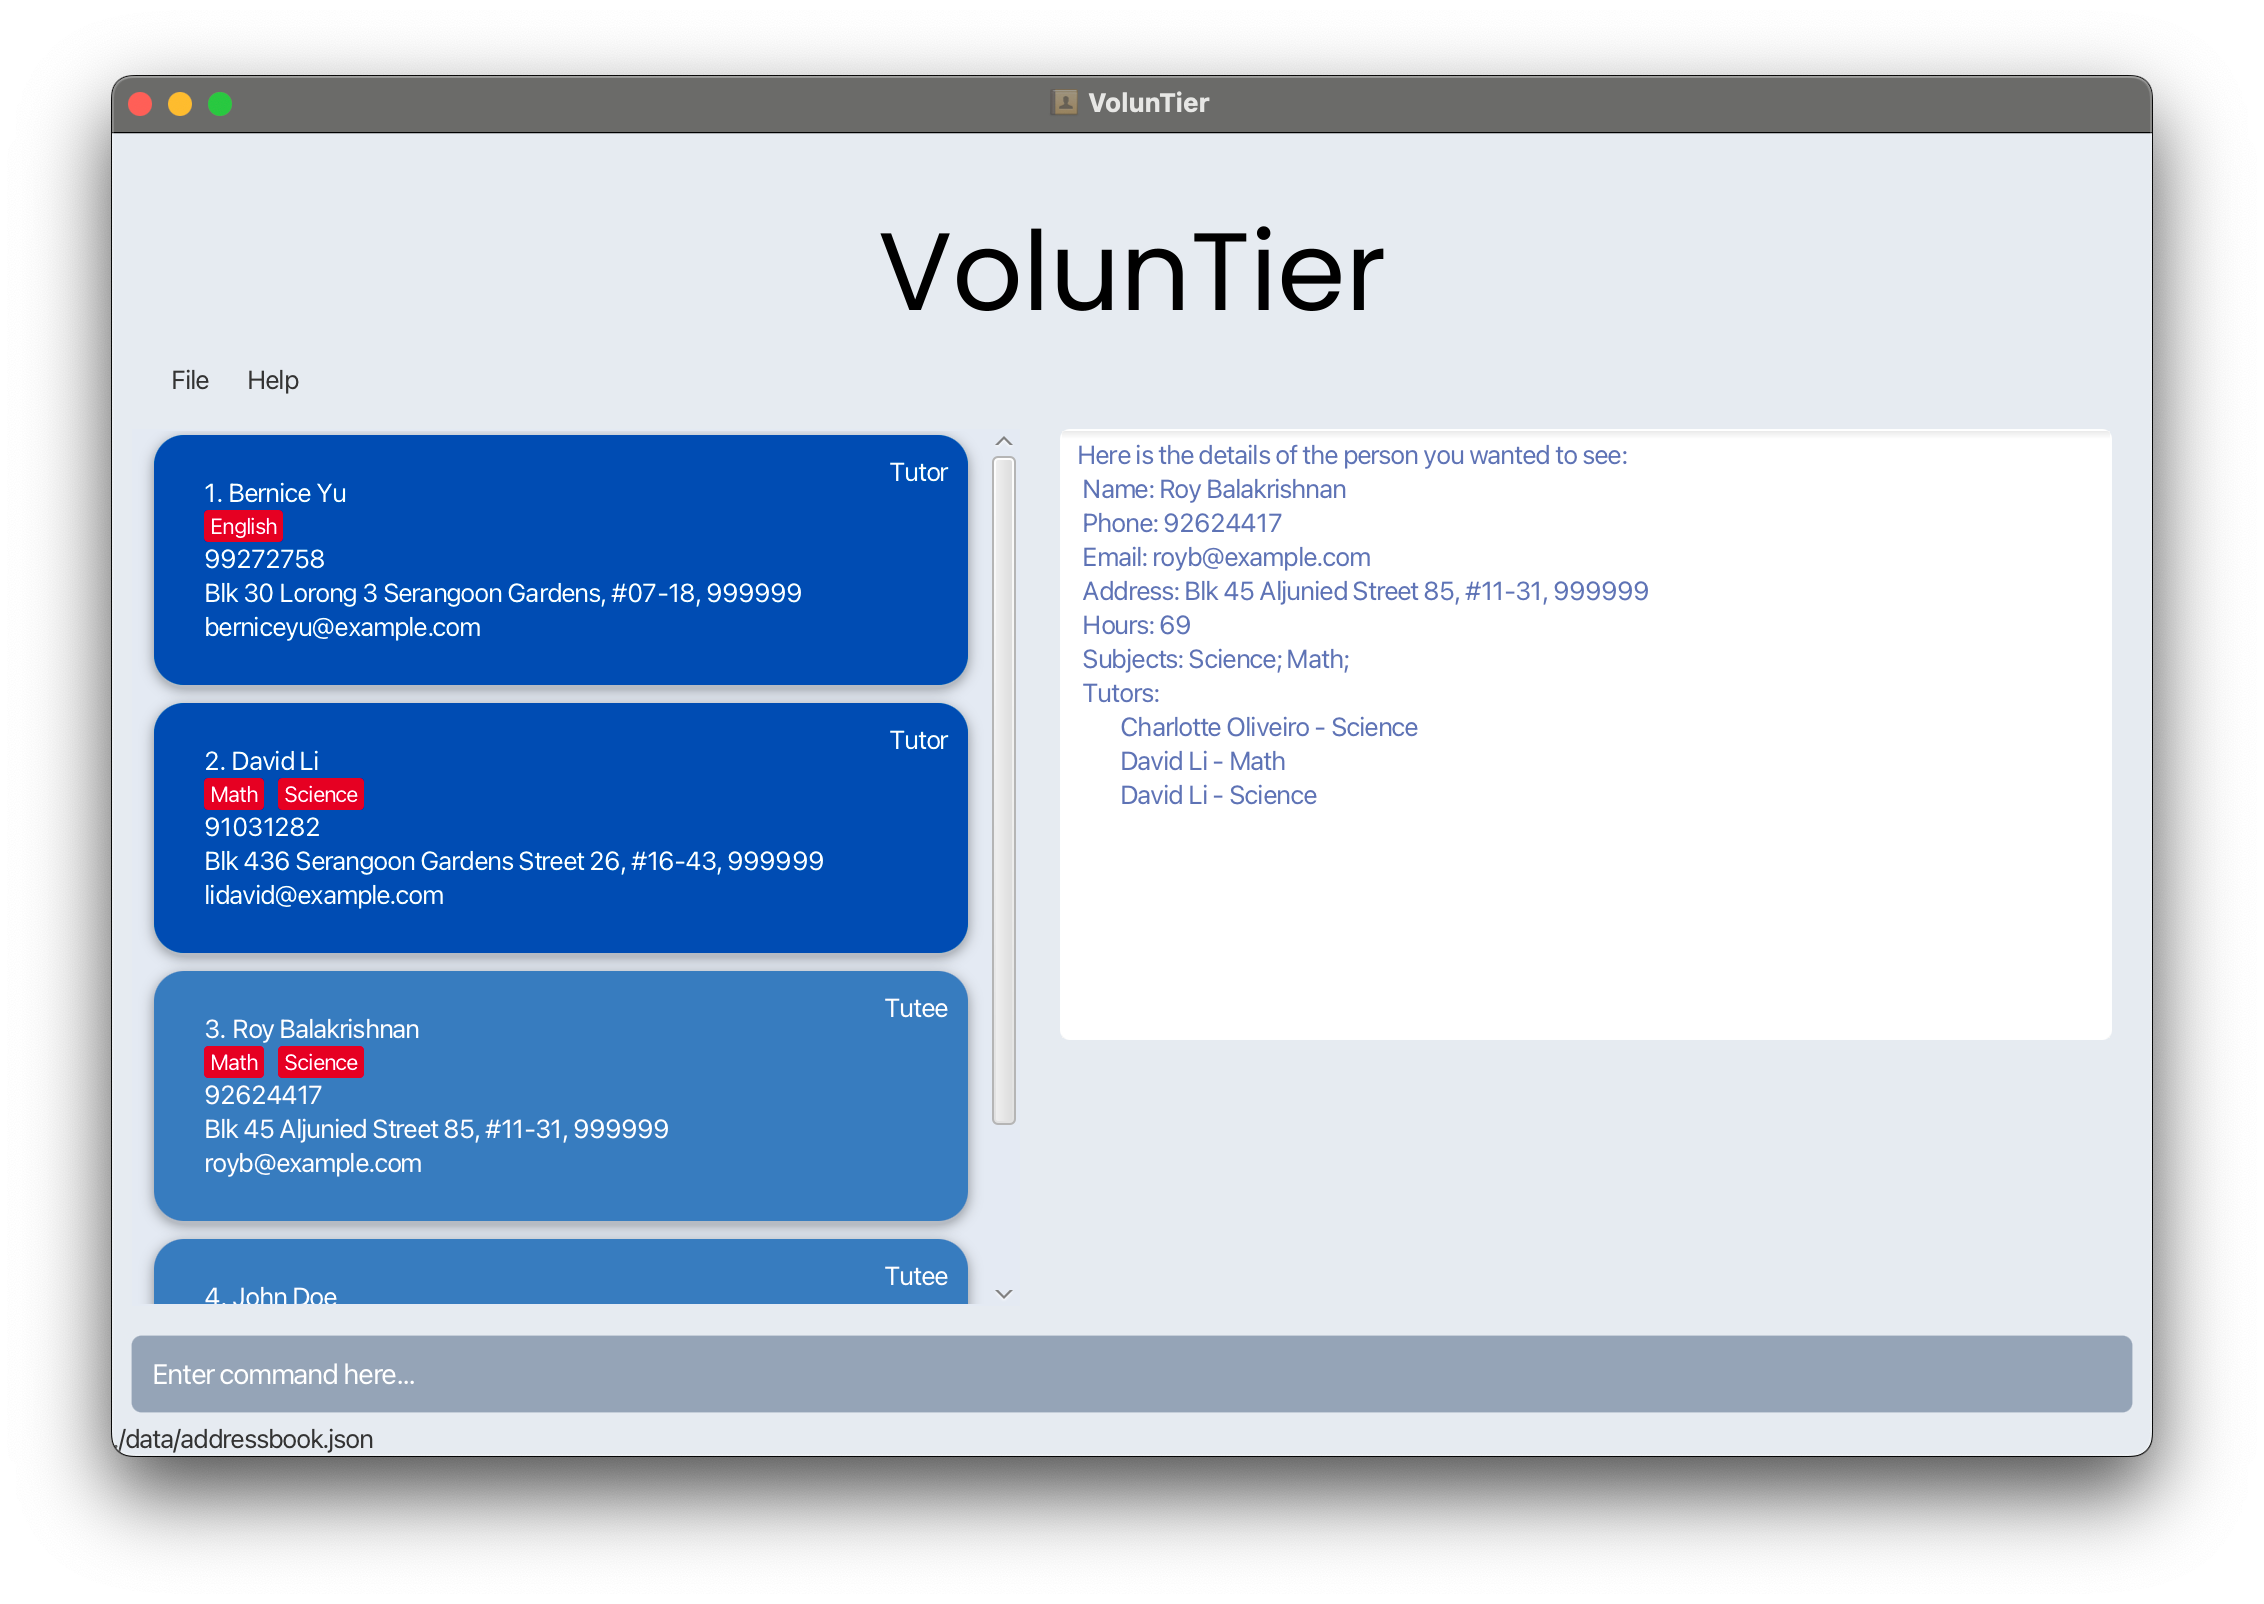 VolunTier
VolunTier
File Help
Tutor
1. Bernice Yu
English
99272758
Blk 30 Lorong 3 Serangoon Gardens, #07-18, 999999
berniceyu@example.com
Tutor
2. David Li
Math Science
91031282
Blk 436 Serangoon Gardens Street 26, #16-43, 999999
lidavid@example.com
Tutee
3. Roy Balakrishnan
Math Science
92624417
Blk 45 Aljunied Street 85, #11-31, 999999
royb@example.com
Tutee
4. John Doe
Here is the details of the person you wanted to see:
Name: Roy Balakrishnan
Phone: 92624417
Email: royb@example.com
Address: Blk 45 Aljunied Street 85, #11-31, 999999
Hours: 69
Subjects: Science; Math;
Tutors:
Charlotte Oliveiro - Science
David Li - Math
David Li - Science
Enter command here...
./data/addressbook.json